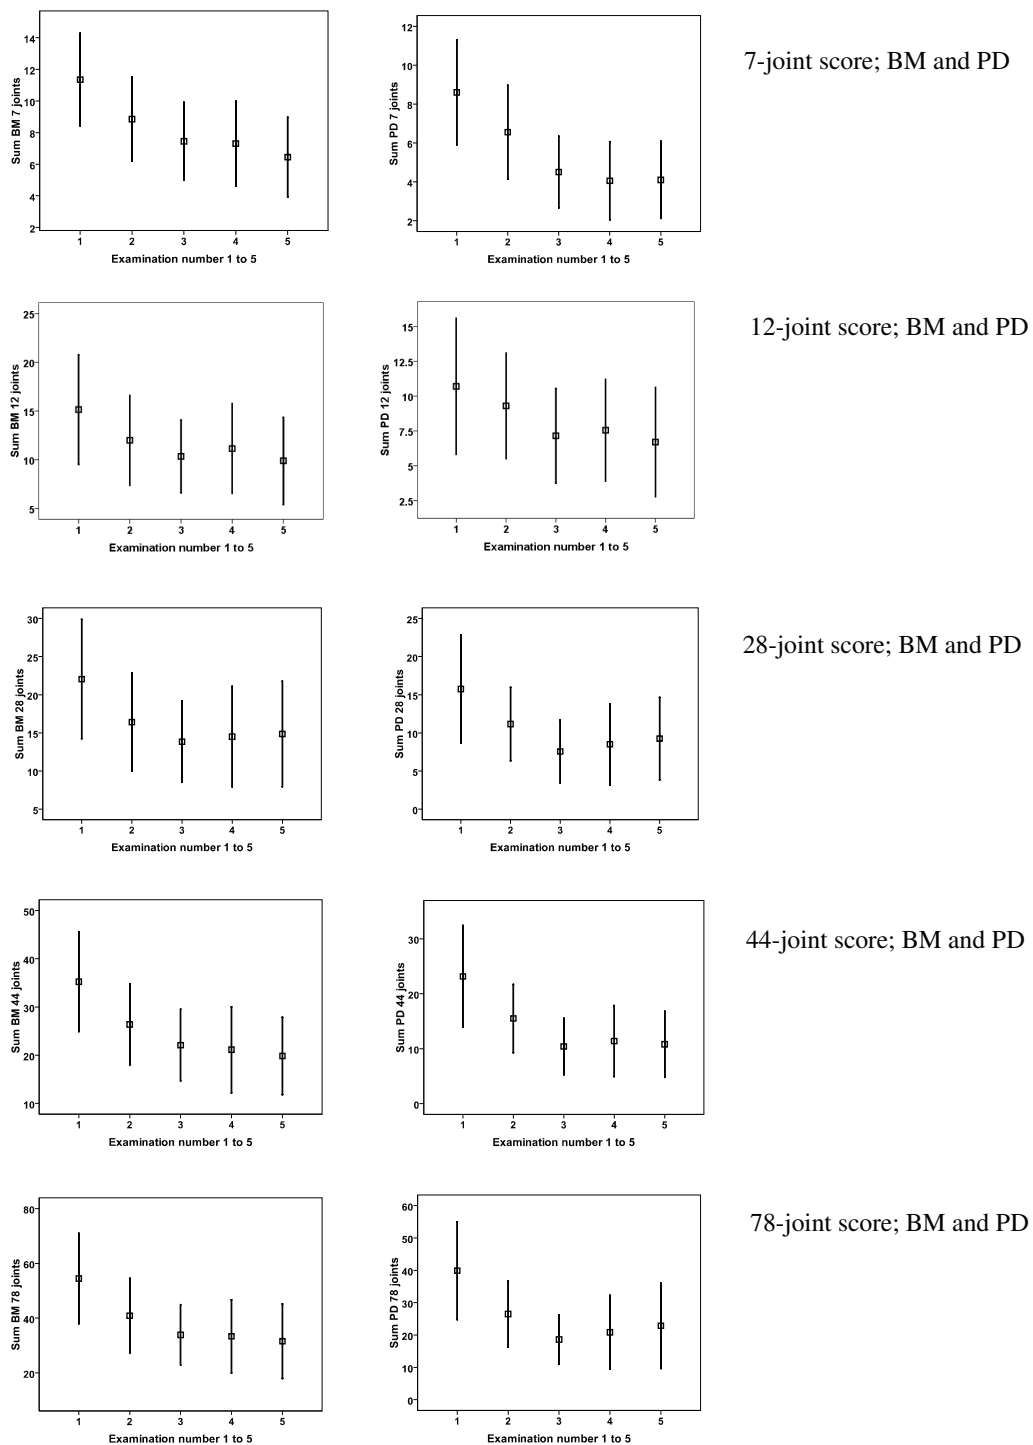 14
12
10
8
6
4
2
Sum BM 7 joints
1 2 3 4 5
Examination number 1 to 5
12
10
8
6
4
2
Sum PD 7 joints
1 2 3 4 5
Examination number 1 to 5
7-joint score; BM and PD
25
20
15
10
5
Sum BM 12 joints
1 2 3 4 5
Examination number 1 to 5
15
12.5
10
7.5
5
2.5
Sum PD 12 joints
1 2 3 4 5
Examination number 1 to 5
12-joint score; BM and PD
30
25
20
15
10
5
Sum BM 28 joints
1 2 3 4 5
Examination number 1 to 5
25
20
15
10
5
0
Sum PD 28 joints
1 2 3 4 5
Examination number 1 to 5
28-joint score; BM and PD
50
40
30
20
10
Sum BM 44 joints
1 2 3 4 5
Examination number 1 to 5
30
20
10
0
Sum PD 44 joints
1 2 3 4 5
Examination number 1 to 5
44-joint score; BM and PD
80
60
40
20
Sum BM 78 joints
1 2 3 4 5
Examination number 1 to 5
60
50
40
30
20
10
0
Sum PD 78 joints
1 2 3 4 5
Examination number 1 to 5
78-joint score; BM and PD